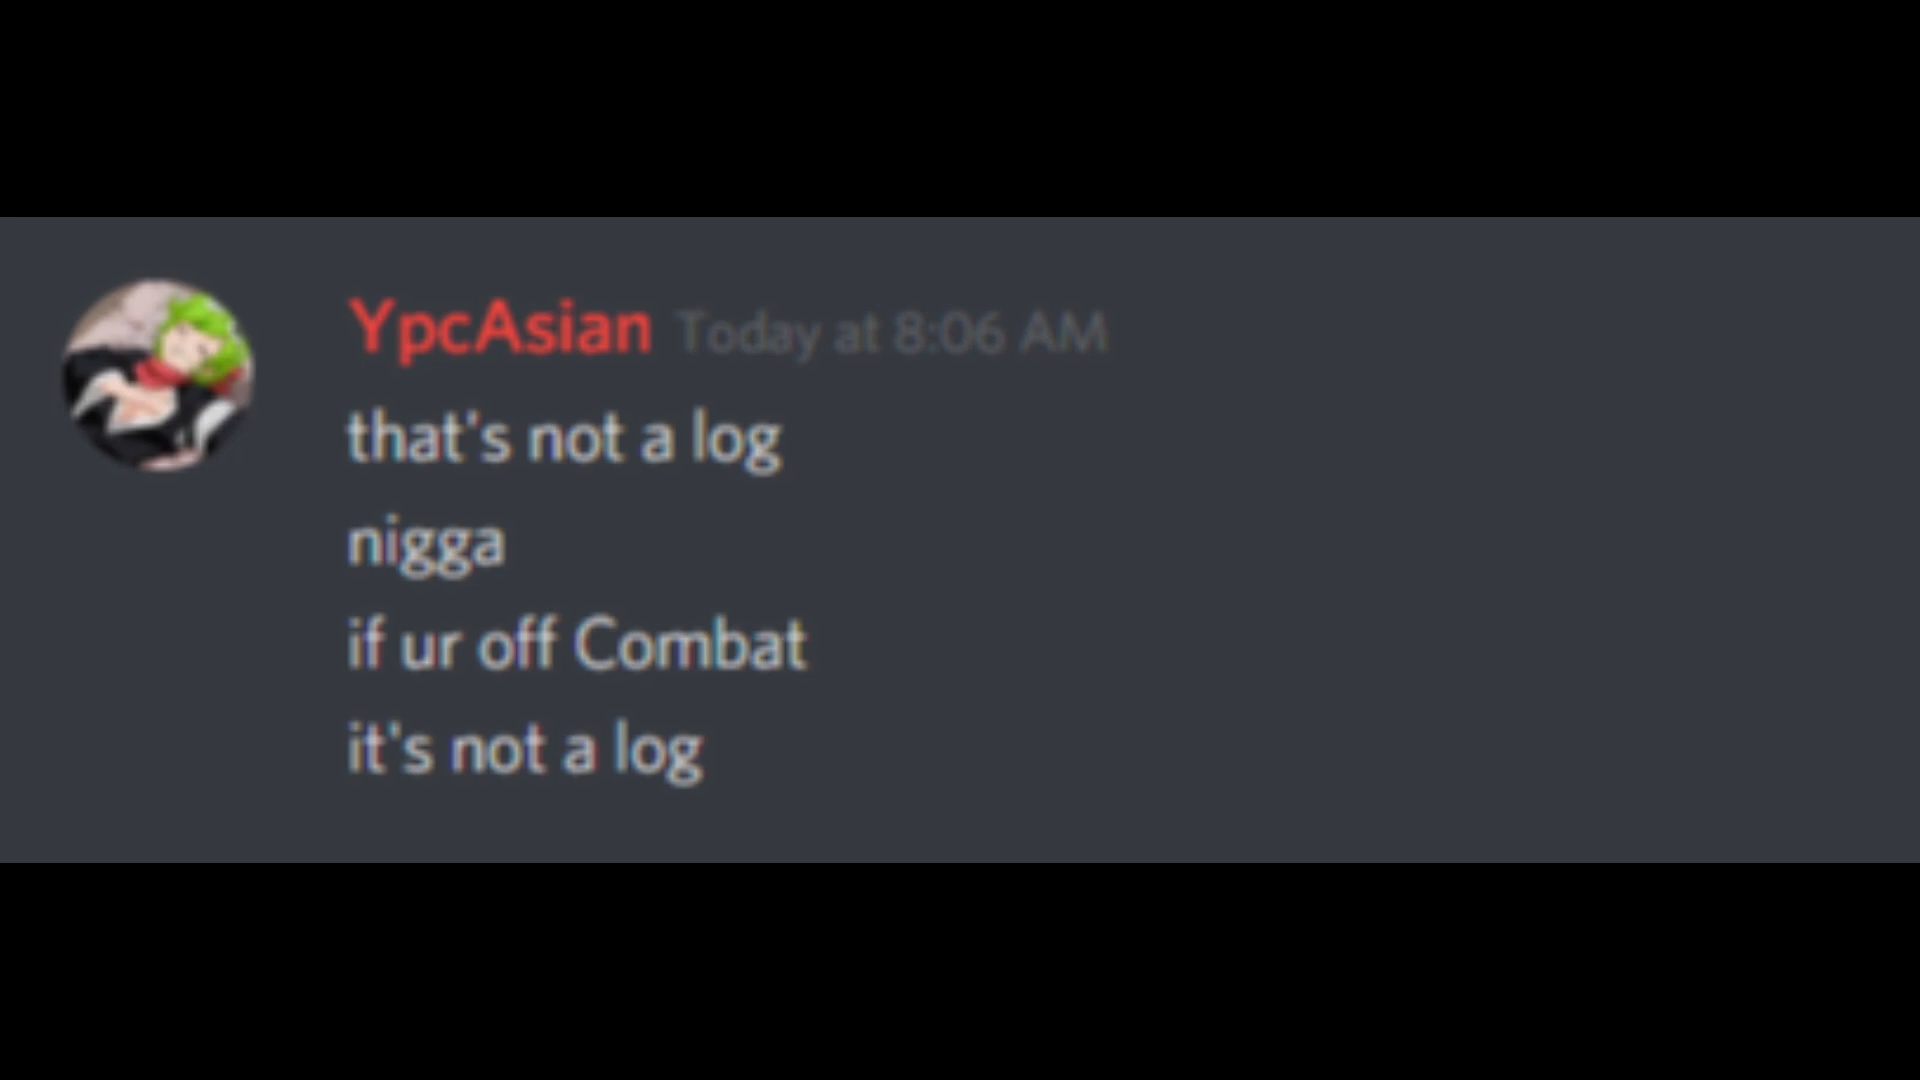 YpcAsian Today at 8:06 AM
that's not a log
nigga
if ur off Combat
it's not a log